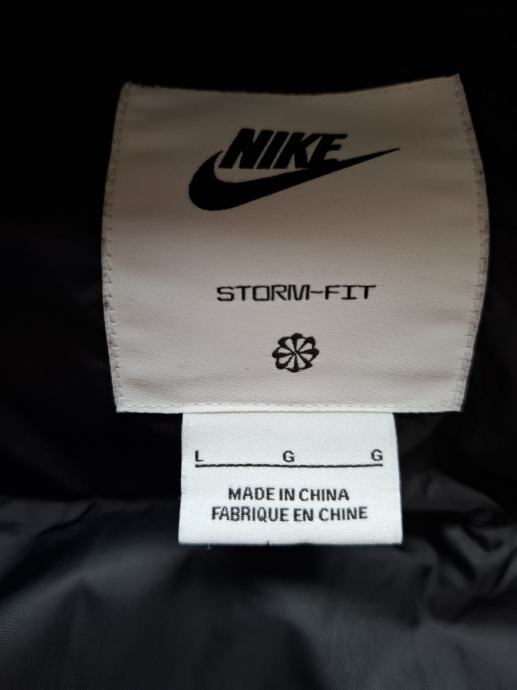 NIKE
STORM-FIT
L G G
MADE IN CHINA
FABRIQUE EN CHINE